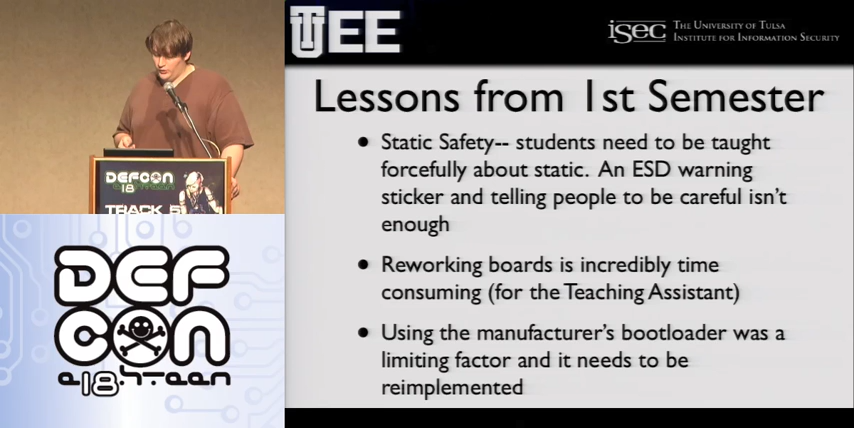 UTEE
isec THE UNIVERSITY OF TULSA
INSTITUTE FOR INFORMATION SECURITY
Lessons from 1st Semester
• Static Safety-- students need to be taught
forcefully about static. An ESD warning
sticker and telling people to be careful isn't
enough
• Reworking boards is incredibly time
consuming (for the Teaching Assistant)
• Using the manufacturer's bootloader was a
limiting factor and it needs to be
reimplemented
DEFCON
18
TRACK 5
DEF
CON
e18hteen